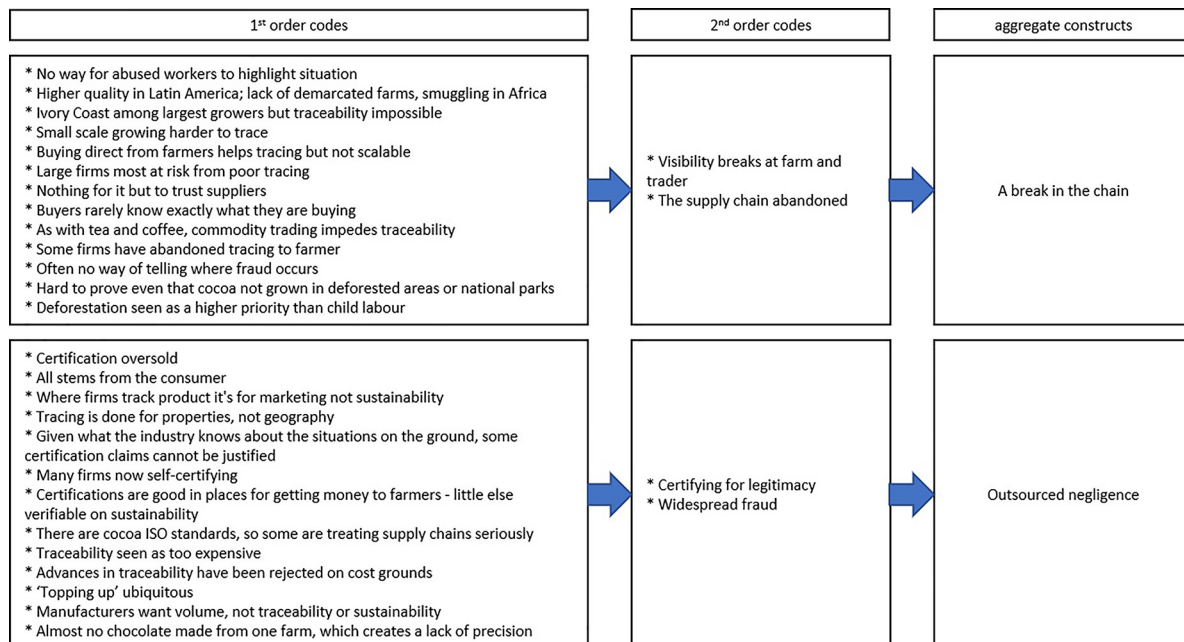 1st order codes
2nd order codes
aggregate constructs
* No way for abused workers to highlight situation
* Higher quality in Latin America; lack of demarcated farms, smuggling in Africa
* Ivory Coast among largest growers but traceability impossible
* Small scale growing harder to trace
* Buying direct from farmers helps tracing but not scalable
* Large firms most at risk from poor tracing
* Nothing for it but to trust suppliers
* Buyers rarely know exactly what they are buying
* As with tea and coffee, commodity trading impedes traceability
* Some firms have abandoned tracing to farmer
* Often no way of telling where fraud occurs
* Hard to prove even that cocoa not grown in deforested areas or national parks
* Deforestation seen as a higher priority than child labour
* Visibility breaks at farm and
trader
* The supply chain abandoned
A break in the chain
* Certification oversold
* All stems from the consumer
* Where firms track product it's for marketing not sustainability
* Tracing is done for properties, not geography
* Given what the industry knows about the situations on the ground, some
certification claims cannot be justified
* Many firms now self-certifying
* Certifications are good in places for getting money to farmers - little else
verifiable on sustainability
* There are cocoa ISO standards, so some are treating supply chains seriously
* Traceability seen as too expensive
* Advances in traceability have been rejected on cost grounds
* ‘Topping up’ ubiquitous
* Manufacturers want volume, not traceability or sustainability
* Almost no chocolate made from one farm, which creates a lack of precision
* Certifying for legitimacy
* Widespread fraud
Outsourced negligence